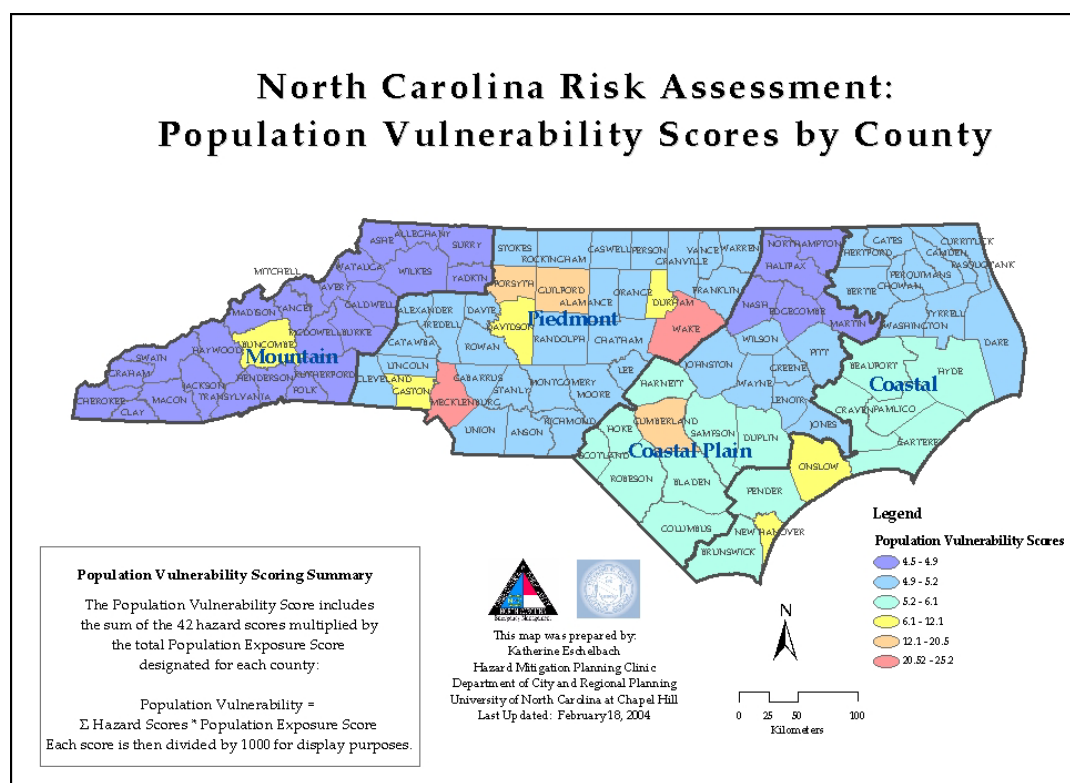 North Carolina Risk Assessment:
Population Vulnerability Scores by County
ASHE
ALLEGHANY
SURRY
STOKES
ROCKINGHAM
CASWELL
PERSON
GRANVILLE
VANCE
WARREN
NORTHAMPTON
GATES
HERTFORD
CURRITUCK
CAMDEN
PASQUOTANK
MITCHELL
WATAUGA
WILKES
YADKIN
FORSYTH
GUILFORD
ALAMANCE
ORANGE
DURHAM
FRANKLIN
HALIFAX
BERTIE
PERQUIMANS
CHOWAN
MADISON
YANCEY
AVERY
CALDWELL
ALEXANDER
DAVIE
IREDELL
DAVIDSON
Piedmont
WAKE
NASH
EDGECOMBE
MARTIN
WASHINGTON
TYRRELL
DARE
SWAIN
HAYWOOD
BUNCOMBE
MCDOWELL
BURKE
CATAWBA
ROWAN
RANDOLPH
CHATHAM
JOHNSTON
WILSON
PITT
BEAUFORT
HYDE
Mountain
Coastal
GRAHAM
JACKSON
HENDERSON
RUTHERFORD
LINCOLN
CLEVELAND
GASTON
CABARRUS
STANLY
MONTGOMERY
MOORE
LEE
HARNETT
WAYNE
GREENE
LENOIR
CRAVEN
PAMLICO
CHEROKEE
CLAY
MACON
TRANSYLVANIA
POLK
MECKLENBURG
UNION
ANSON
RICHMOND
HOKE
CUMBERLAND
SAMPSON
DUPLIN
JONES
CARTERET
SCOTLAND
Coastal Plain
ONSLOW
ROBESON
BLADEN
PENDER
COLUMBUS
NEW HANOVER
BRUNSWICK
Legend
Population Vulnerability Scores
4.5 - 4.9
4.9 - 5.2
5.2 - 6.1
6.1 - 12.1
12.1 - 20.5
20.52 - 25.2
Population Vulnerability Scoring Summary
The Population Vulnerability Score includes
the sum of the 42 hazard scores multiplied by
the total Population Exposure Score
designated for each county:
Population Vulnerability =
Σ Hazard Scores * Population Exposure Score
Each score is then divided by 1000 for display purposes.
This map was prepared by:
Katherine Eschelbach
Hazard Mitigation Planning Clinic
Department of City and Regional Planning
University of North Carolina at Chapel Hill
Last Updated: February 18, 2004
N
0 25 50 100
Kilometers